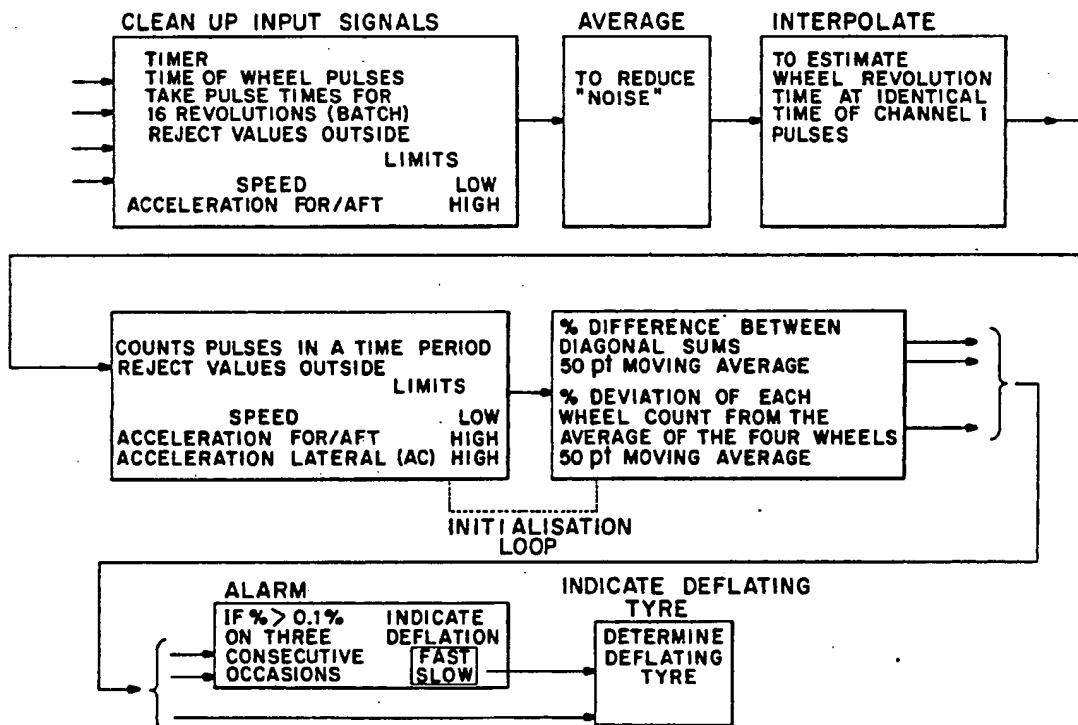 CLEAN UP INPUT SIGNALS
TIMER
TIME OF WHEEL PULSES
TAKE PULSE TIMES FOR
16 REVOLUTIONS (BATCH)
REJECT VALUES OUTSIDE
LIMITS
SPEED LOW
ACCELERATION FOR/AFT HIGH
AVERAGE
TO REDUCE
"NOISE"
INTERPOLATE
TO ESTIMATE
WHEEL REVOLUTION
TIME AT IDENTICAL
TIME OF CHANNEL 1
PULSES
COUNTS PULSES IN A TIME PERIOD
REJECT VALUES OUTSIDE
LIMITS
SPEED LOW
ACCELERATION FOR/AFT HIGH
ACCELERATION LATERAL (AC) HIGH
% DIFFERENCE BETWEEN
DIAGONAL SUMS
50 pt MOVING AVERAGE
% DEVIATION OF EACH
WHEEL COUNT FROM THE
AVERAGE OF THE FOUR WHEELS
50 pt MOVING AVERAGE
INITIALISATION
LOOP
ALARM
IF % > 0.1%
ON THREE
CONSECUTIVE
OCCASIONS
INDICATE
DEFLATION
FAST
SLOW
INDICATE DEFLATING
TYRE
DETERMINE
DEFLATING
TYRE